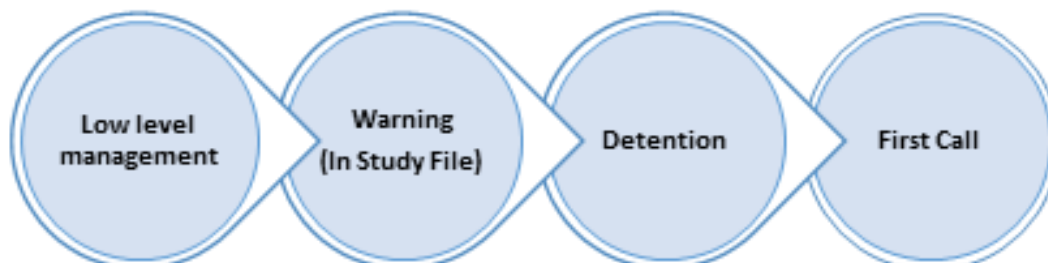 Low level
management
Warning
(In Study File)
Detention
First Call